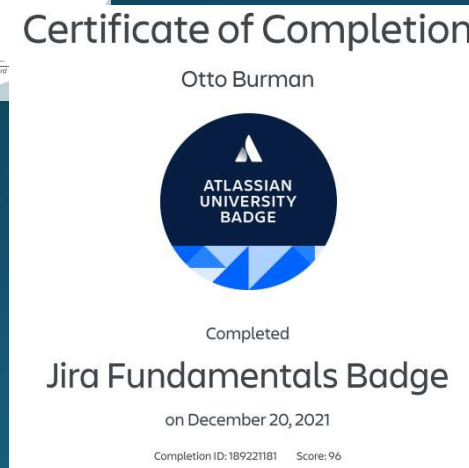 Certificate of Completion
Otto Burman
ATLASSIAN
UNIVERSITY
BADGE
Completed
Jira Fundamentals Badge
on December 20, 2021
Completion ID: 189221181 Score: 96